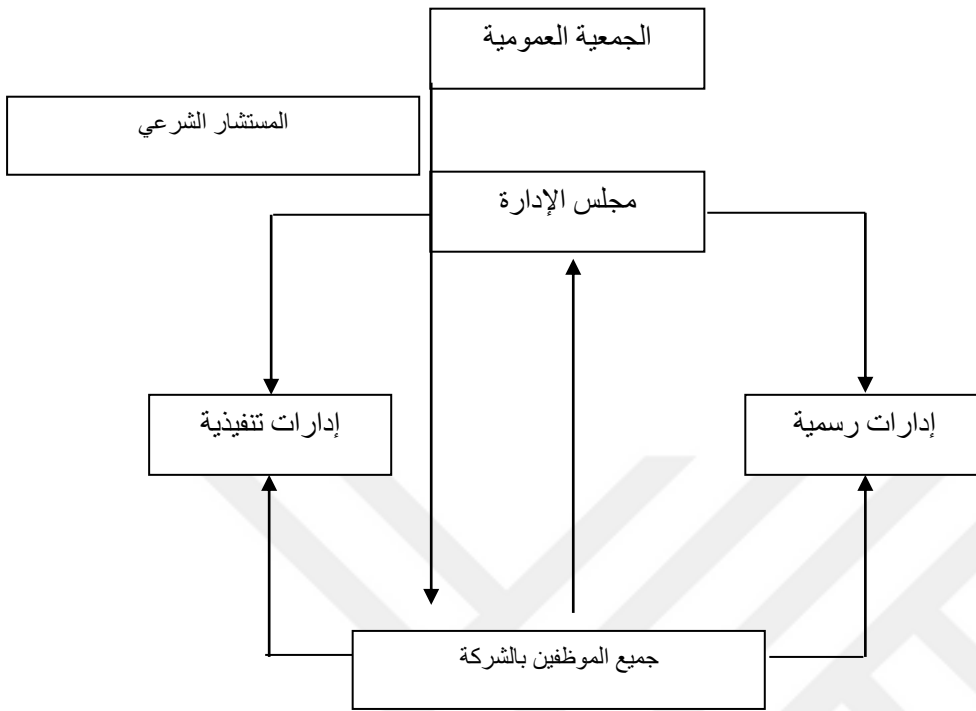 الجمعية العمومية
المستشار الشرعي
مجلس الإدارة
إدارات رسمية
إدارات تنفيذية
جميع الموظفين بالشركة